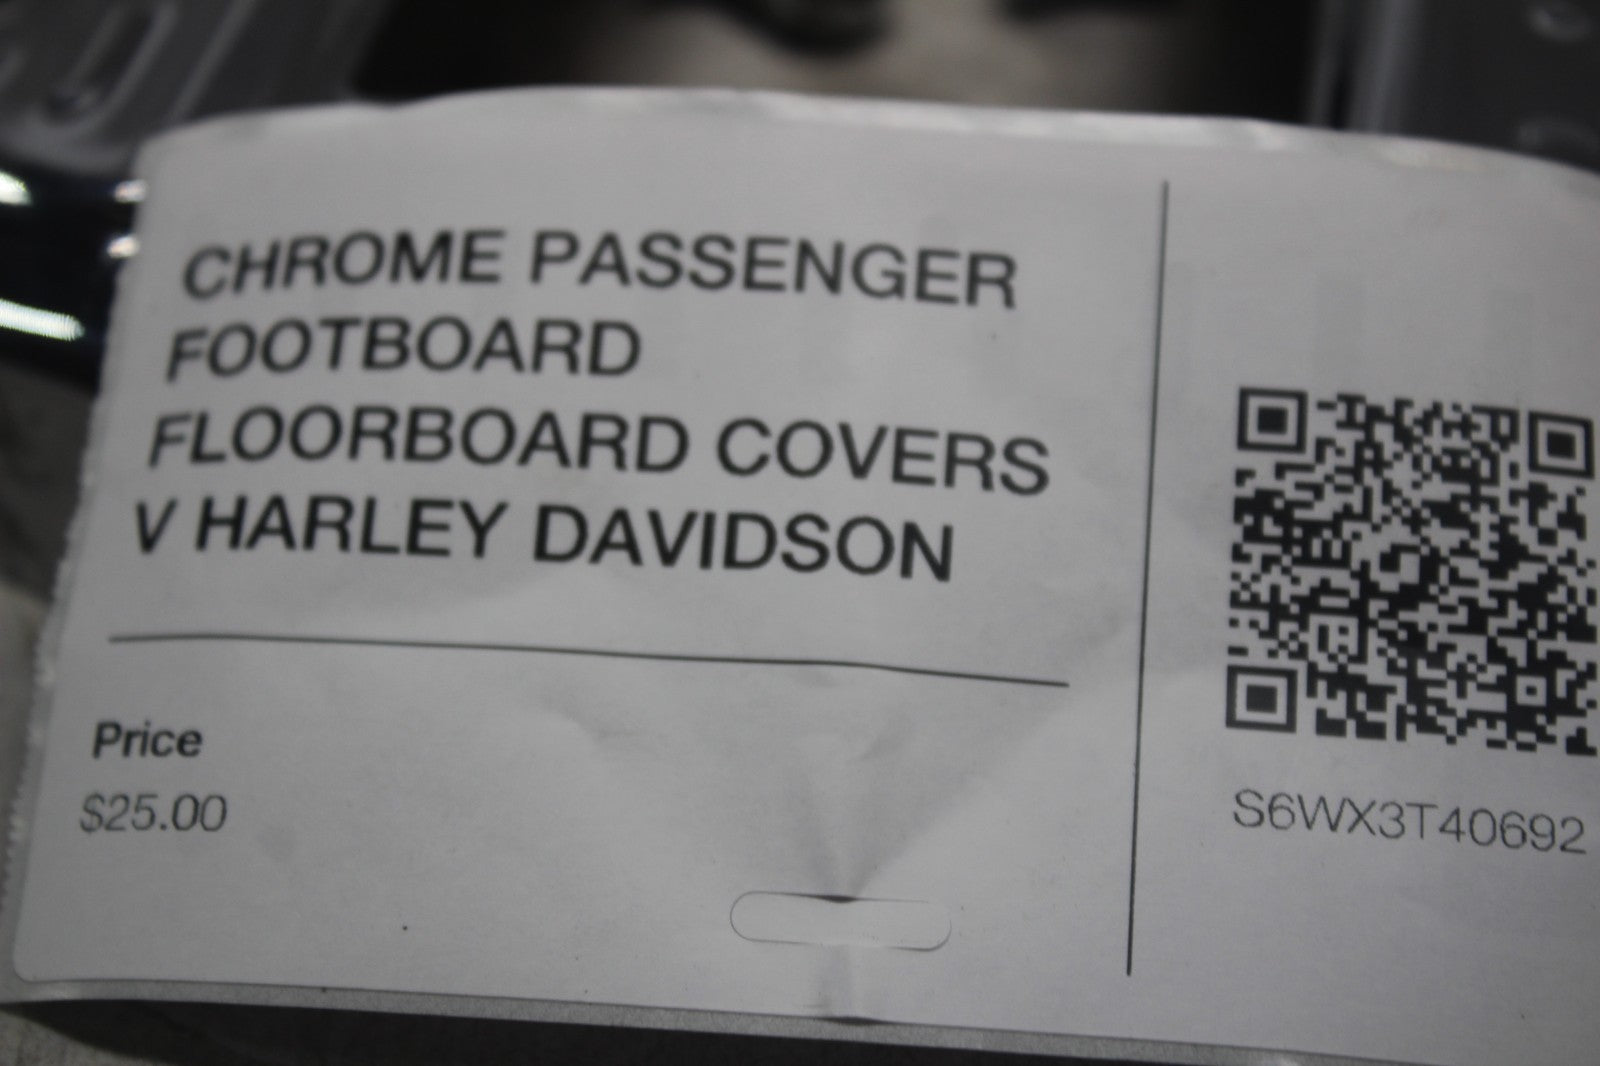 CHROME PASSENGER
FOOTBOARD
FLOORBOARD COVERS
V HARLEY DAVIDSON
Price
$25.00
S6WX3T40692